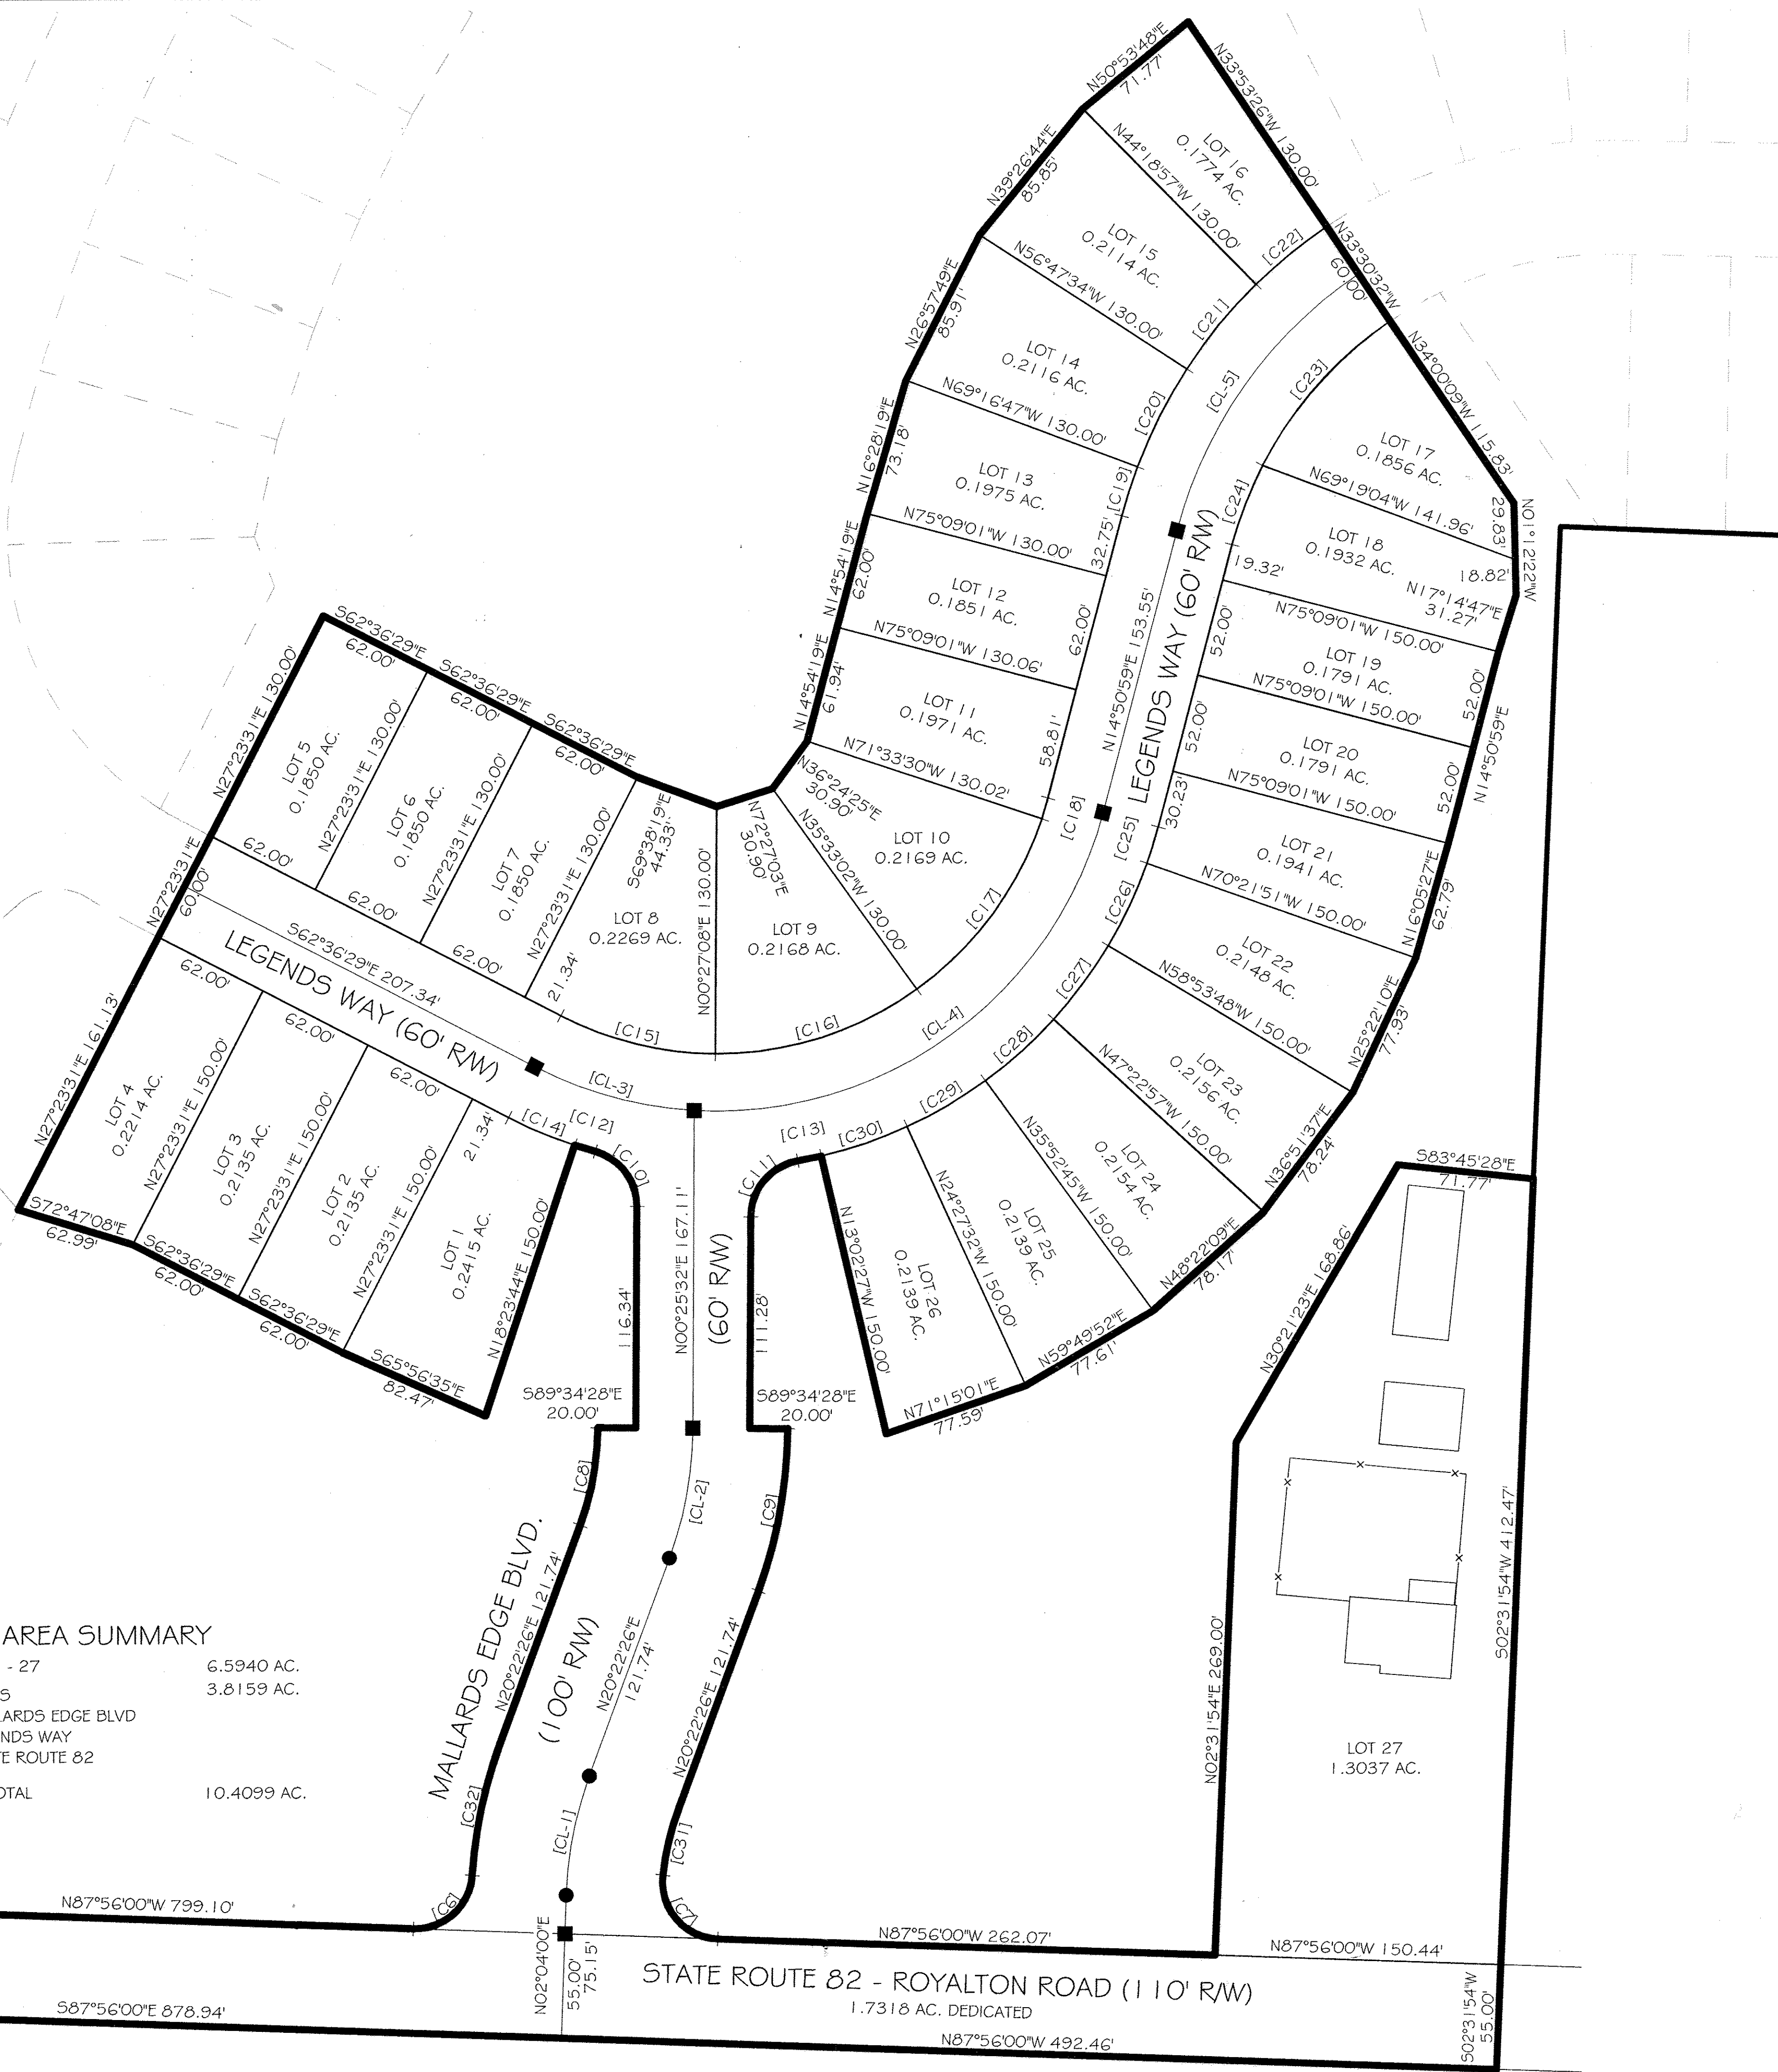 N50°53'48"E
71.77'
N33°53'26"W 130.00'
LOT 16
0.1774 AC.
N44°18'57"W 130.00'
N39°26'44"E
85.85'
LOT 15
0.2114 AC.
[C22]
N33°30'32"W
60.00'
N56°47'34"W 130.00'
[C21]
N26°57'49"E
85.91'
LOT 14
0.2116 AC.
[C20]
[CL-5]
[C23]
N34°00'09"W 115.83'
N69°16'47"W 130.00'
N16°28'19"E
73.18'
LOT 13
0.1975 AC.
[C19]
32.75'
LOT 17
0.1856 AC.
N69°19'04"W 141.96'
[C24]
29.83'
N01°12'22"W
N75°09'01"W 130.00'
LOT 18
0.1932 AC.
19.32'
18.82'
N17°14'47"E
31.27'
N14°54'19"E
62.00'
LOT 12
0.1851 AC.
62.00'
N75°09'01"W 150.00'
N75°09'01"W 130.06'
N14°50'59"E 153.55'
LEGENDS WAY (60' R/W)
52.00'
LOT 19
0.1791 AC.
N75°09'01"W 150.00'
52.00'
N14°54'19"E
61.94'
LOT 11
0.1971 AC.
58.81'
52.00'
LOT 20
0.1791 AC.
N75°09'01"W 150.00'
52.00'
N14°50'59"E
N71°33'30"W 130.02'
N36°24'25"E
30.90'
[C18]
[C25]
30.23'
LOT 21
0.1941 AC.
N70°21'51"W 150.00'
N16°05'27"E
62.79'
S62°36'29"E
62.00'
S62°36'29"E
62.00'
S62°36'29"E
62.00'
N27°23'31"E 130.00'
LOT 5
0.1850 AC.
N27°23'31"E 130.00'
LOT 6
0.1850 AC.
N27°23'31"E 130.00'
LOT 7
0.1850 AC.
N27°23'31"E 130.00'
S69°38'19"E
44.33'
LOT 8
0.2269 AC.
N00°27'08"E 130.00'
N72°27'03"E
30.90'
LOT 9
0.2168 AC.
N35°33'02"W 130.00'
LOT 10
0.2169 AC.
[C17]
[C26]
62.00'
62.00'
62.00'
21.34'
[C15]
[C16]
[CL-4]
[C27]
LOT 22
0.2148 AC.
N58°53'48"W 150.00'
N25°22'10"E
77.93'
N27°23'31"E
60.00'
S62°36'29"E 207.34'
LEGENDS WAY (60' R/W)
[CL-3]
[C28]
N47°22'57"W 150.00'
LOT 23
0.2156 AC.
N36°51'37"E
78.24'
N27°23'31"E 161.13'
62.00'
62.00'
62.00'
21.34'
[C14]
[C12]
[C10]
[C13]
[C11]
[C30]
[C29]
N35°52'45"W 150.00'
LOT 24
0.2154 AC.
LOT 4
0.2214 AC.
N27°23'31"E 150.00'
LOT 3
0.2135 AC.
N27°23'31"E 150.00'
LOT 2
0.2135 AC.
N27°23'31"E 150.00'
LOT 1
0.2415 AC.
N18°23'44"E 150.00'
S72°47'08"E
62.99'
S62°36'29"E
62.00'
S62°36'29"E
62.00'
S65°56'35"E
82.47'
116.34'
N00°25'32"E 167.11'
(60' R/W)
111.28'
N13°02'27"W 150.00'
LOT 26
0.2139 AC.
N24°27'32"W 150.00'
LOT 25
0.2139 AC.
N48°22'09"E
78.17'
N59°49'52"E
77.61'
N71°15'01"E
77.59'
S83°45'28"E
71.77'
N30°21'23"E 168.86'
S89°34'28"E
20.00'
S89°34'28"E
20.00'
[C8]
[CL-2]
[C9]
S02°31'54"W 412.47'
MALLARDS EDGE BLVD.
(100' R/W)
N20°22'26"E 121.74'
N20°22'26"E
121.74'
N20°22'26"E 121.74'
N02°31'54"E 269.00'
LOT 27
1.3037 AC.
AREA SUMMARY
- 27 6.5940 AC.
S 3.8159 AC.
LARDS EDGE BLVD
NDS WAY
TE ROUTE 82
OTAL 10.4099 AC.
[C32]
[CL-1]
[C31]
[C6]
[C7]
N87°56'00"W 799.10'
N87°56'00"W 262.07'
N87°56'00"W 150.44'
N02°04'00"E
55.00'
75.15'
STATE ROUTE 82 - ROYALTON ROAD (110' R/W)
1.7318 AC. DEDICATED
S87°56'00"E 878.94'
N87°56'00"W 492.46'
S02°31'54"W
55.00'